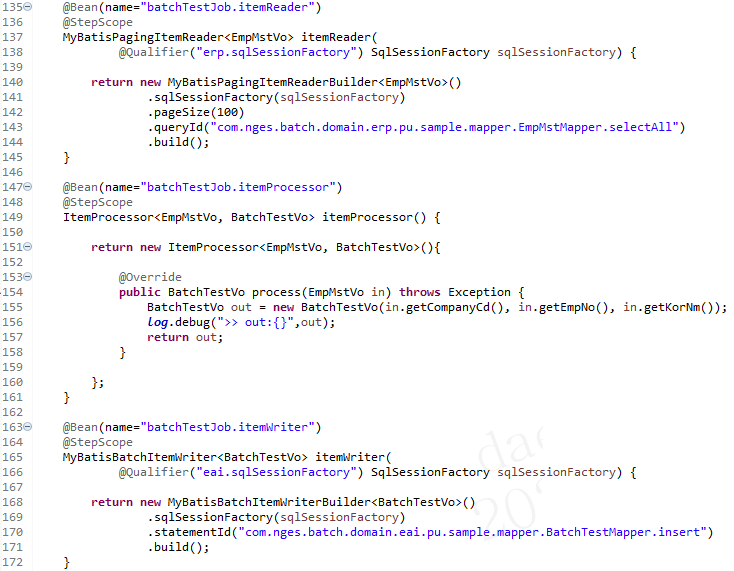 135 @Bean(name="batchTestJob.itemReader")
136 @StepScope
137 MyBatisPagingItemReader<EmpMstVo> itemReader(
138 @Qualifier("erp.sqlSessionFactory") SqlSessionFactory sqlSessionFactory) {
139
140 return new MyBatisPagingItemReaderBuilder<EmpMstVo>()
141 .sqlSessionFactory(sqlSessionFactory)
142 .pageSize(100)
143 .queryId("com.nges.batch.domain.erp.pu.sample.mapper.EmpMstMapper.selectAll")
144 .build();
145 }
146
147 @Bean(name="batchTestJob.itemProcessor")
148 @StepScope
149 ItemProcessor<EmpMstVo, BatchTestVo> itemProcessor() {
150
151 return new ItemProcessor<EmpMstVo, BatchTestVo>(){
152
153 @Override
154 public BatchTestVo process(EmpMstVo in) throws Exception {
155 BatchTestVo out = new BatchTestVo(in.getCompanyCd(), in.getEmpNo(), in.getKorNm());
156 log.debug(">> out:{}",out);
157 return out;
158 }
159
160 };
161 }
162
163 @Bean(name="batchTestJob.itemWriter")
164 @StepScope
165 MyBatisBatchItemWriter<BatchTestVo> itemWriter(
166 @Qualifier("eai.sqlSessionFactory") SqlSessionFactory sqlSessionFactory) {
167
168 return new MyBatisBatchItemWriterBuilder<BatchTestVo>()
169 .sqlSessionFactory(sqlSessionFactory)
170 .statementId("com.nges.batch.domain.eai.pu.sample.mapper.BatchTestMapper.insert")
171 .build();
172 }